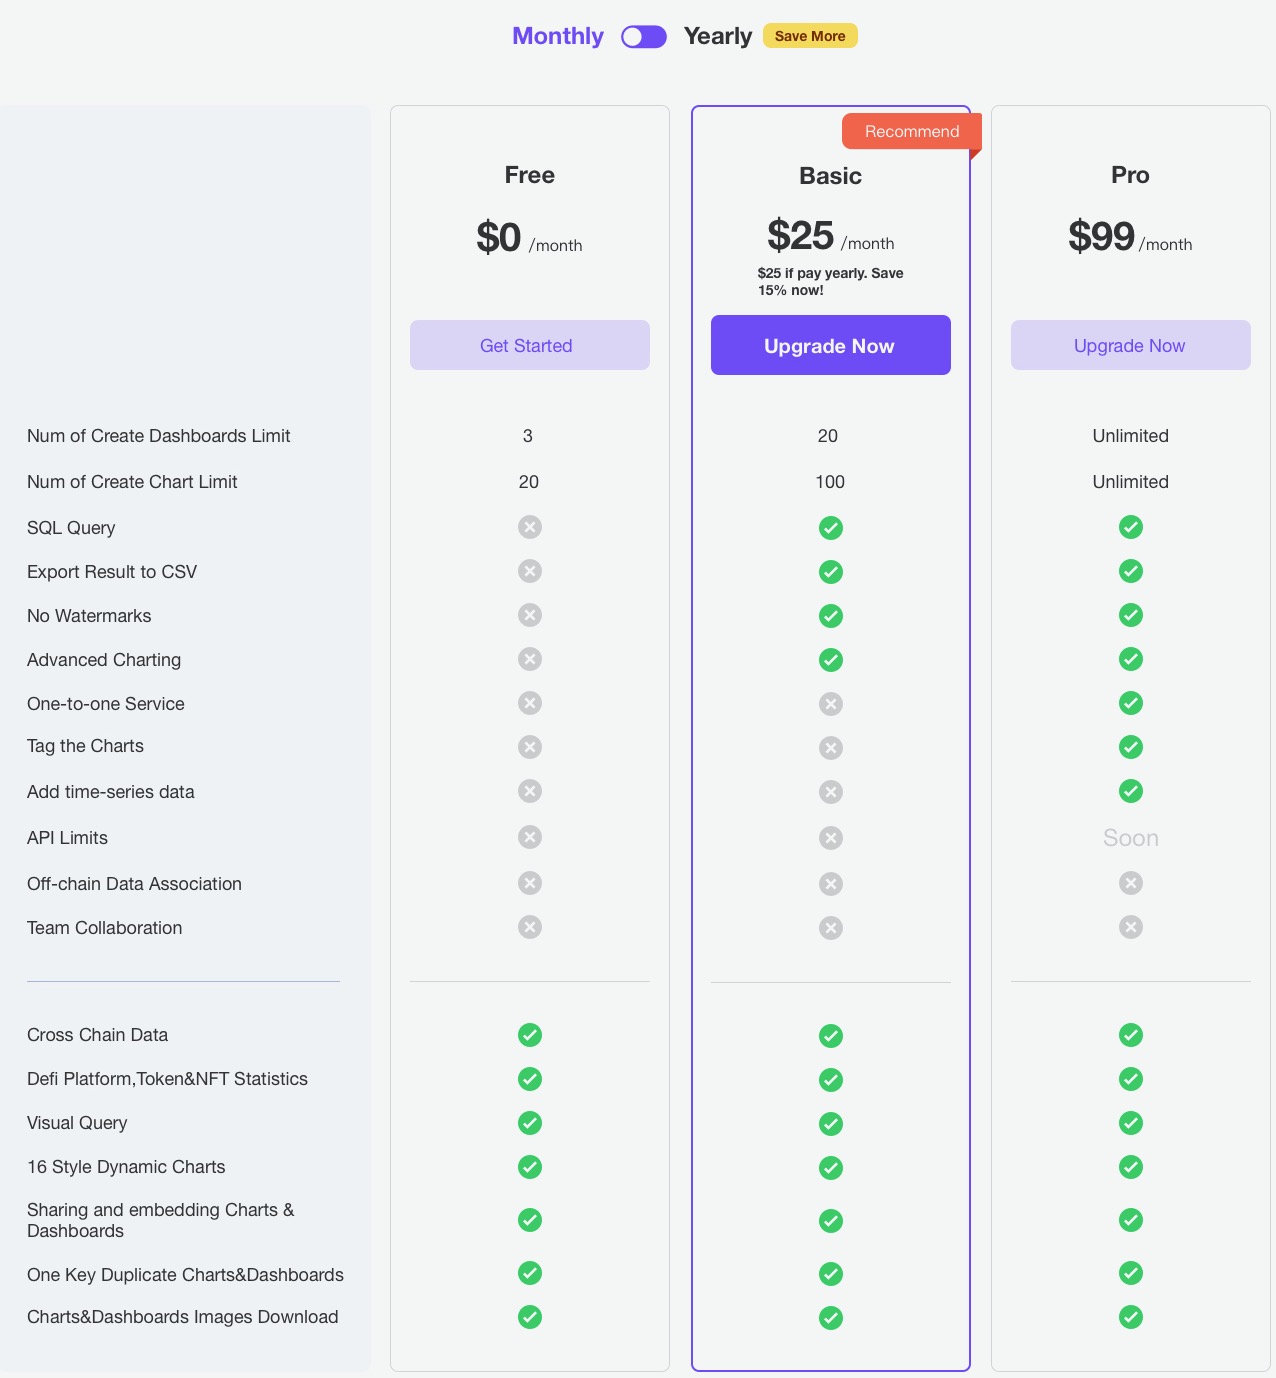 Monthly Yearly Save More
Recommend
Free Basic Pro
$0 /month $25 /month $99 /month
$25 if pay yearly. Save
15% now!
Get Started Upgrade Now Upgrade Now
Num of Create Dashboards Limit 3 20 Unlimited
Num of Create Chart Limit 20 100 Unlimited
SQL Query
Export Result to CSV
No Watermarks
Advanced Charting
One-to-one Service
Tag the Charts
Add time-series data
API Limits Soon
Off-chain Data Association
Team Collaboration
Cross Chain Data
Defi Platform,Token&NFT Statistics
Visual Query
16 Style Dynamic Charts
Sharing and embedding Charts &
Dashboards
One Key Duplicate Charts&Dashboards
Charts&Dashboards Images Download